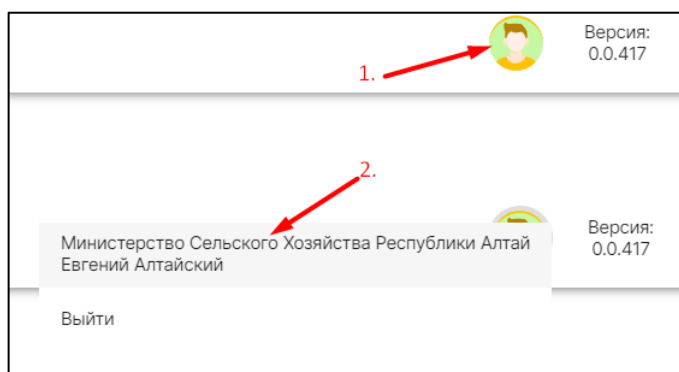 1.
Версия:
0.0.417
2.
Министерство Сельского Хозяйства Республики Алтай
Евгений Алтайский
Версия:
0.0.417
Выйти